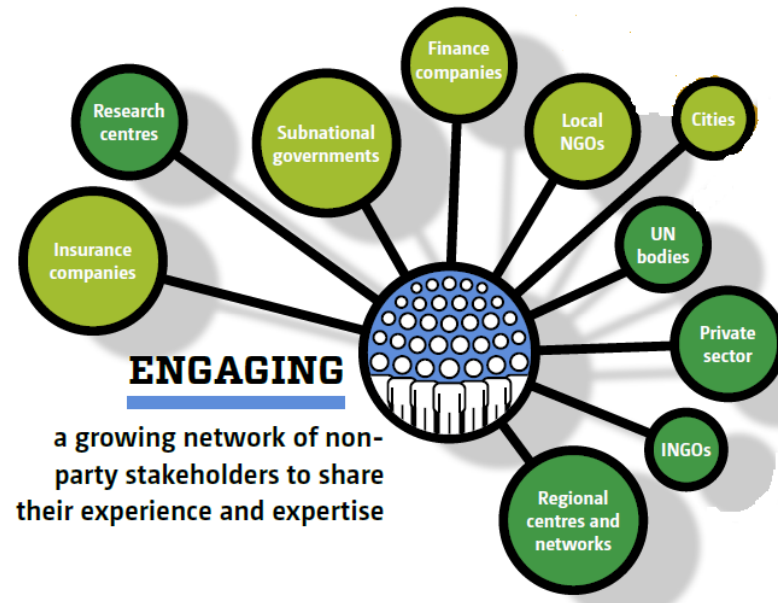 Finance
companies
Research
centres
Subnational
governments
Local
NGOs
Cities
Insurance
companies
UN
bodies
Private
sector
INGOs
Regional
centres and
networks
ENGAGING
a growing network of non-
party stakeholders to share
their experience and expertise